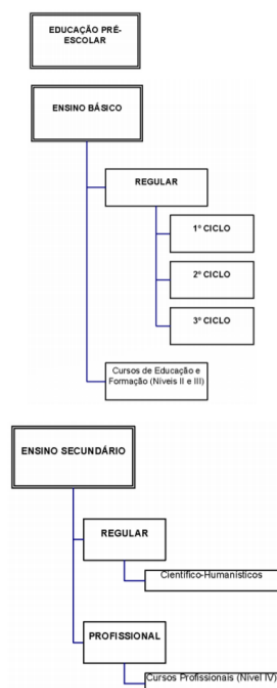 EDUCAÇÃO PRÉ-
ESCOLAR
ENSINO BÁSICO
REGULAR
1º CICLO
2º CICLO
3º CICLO
Cursos de Educação e
Formação (Níveis II e III)
ENSINO SECUNDÁRIO
REGULAR
Científico-Humanísticos
PROFISSIONAL
Cursos Profissionais (Nível IV)